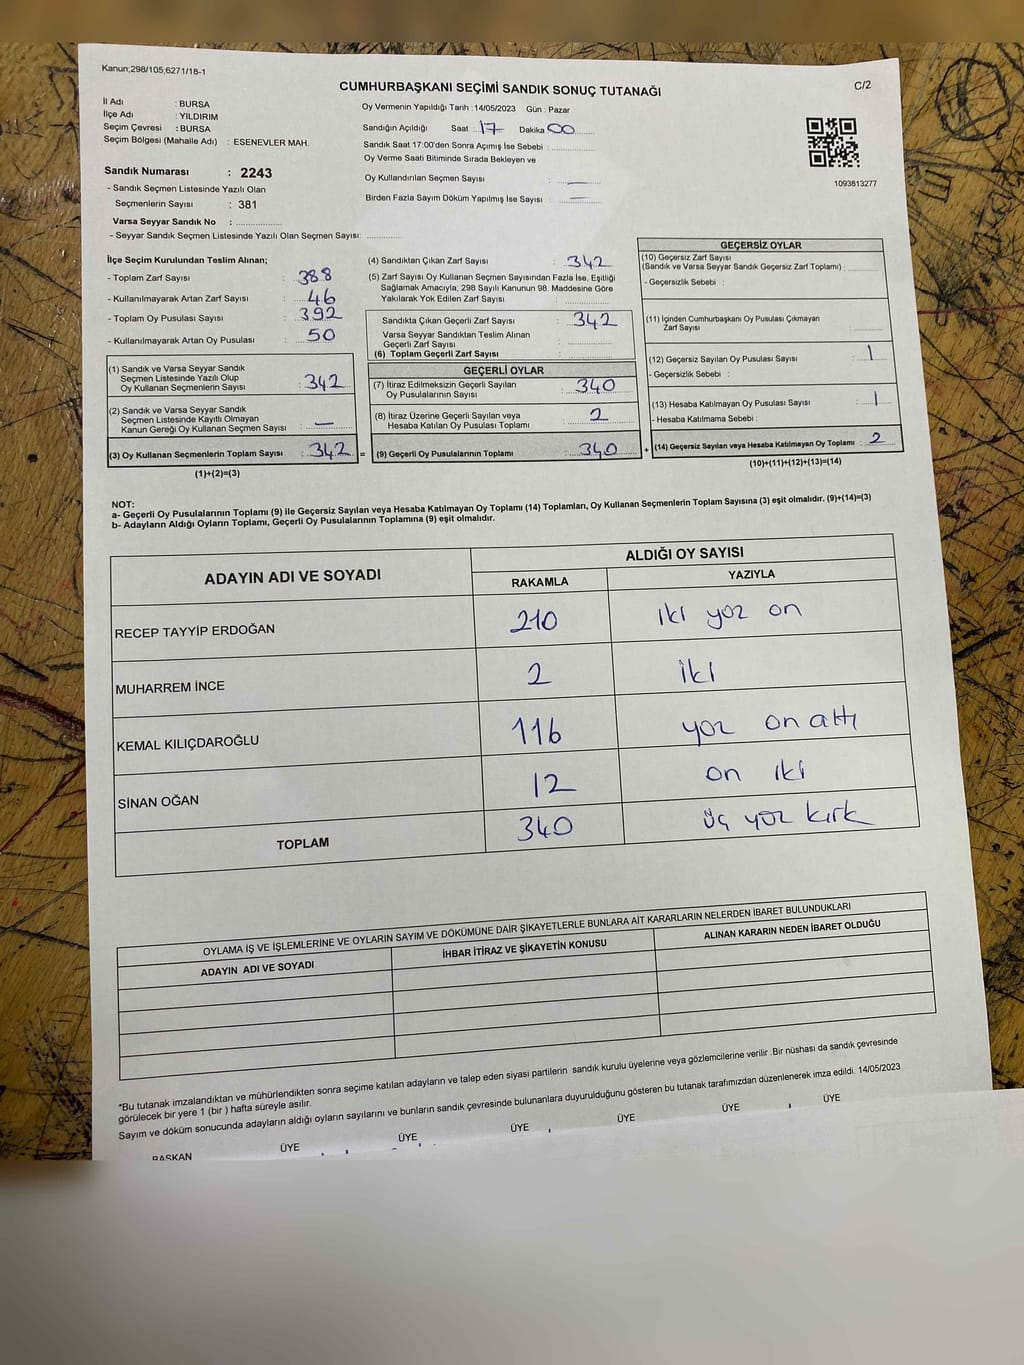 Kanun;298/105,6271/18-1
C/2
CUMHURBAŞKANI SEÇİMİ SANDIK SONUÇ TUTANAĞI
İl Adı : BURSA
İlçe Adı : YILDIRIM
Seçim Çevresi : BURSA
Seçim Bölgesi (Mahalle Adı) : ESENEVLER MAH.
Sandık Numarası : 2243
- Sandık Seçmen Listesinde Yazılı Olan
Seçmenlerin Sayısı : 381
Varsa Seyyar Sandık No :
- Seyyar Sandık Seçmen Listesinde Yazılı Olan Seçmen Sayısı:
Oy Vermenin Yapıldığı Tarih : 14/05/2023 Gün : Pazar
Sandığın Açıldığı Saat : 17 Dakika 00
Sandık Saat 17:00'den Sonra Açımış İse Sebebi :
Oy Verme Saati Bitiminde Sırada Bekleyen ve
Oy Kullandırılan Seçmen Sayısı : —
Birden Fazla Sayım Döküm Yapılmış İse Sayısı : —
1093813277
İlçe Seçim Kurulundan Teslim Alınan;
- Toplam Zarf Sayısı : 388
- Kullanılmayarak Artan Zarf Sayısı : 46
- Toplam Oy Pusulası Sayısı : 392
- Kullanılmayarak Artan Oy Pusulası : 50
(1) Sandık ve Varsa Seyyar Sandık
Seçmen Listesinde Yazılı Olup
Oy Kullanan Seçmenlerin Sayısı : 342
(2) Sandık ve Varsa Seyyar Sandık
Seçmen Listesinde Kayıtlı Olmayan
Kanun Gereği Oy Kullanan Seçmen Sayısı : —
(3) Oy Kullanan Seçmenlerin Toplam Sayısı : 342 =
(1)+(2)=(3)
(4) Sandıktan Çıkan Zarf Sayısı : 342
(5) Zarf Sayısı Oy Kullanan Seçmen Sayısından Fazla İse, Eşitliği
Sağlamak Amacıyla, 298 Sayılı Kanunun 98. Maddesine Göre
Yakılarak Yok Edilen Zarf Sayısı :
Sandıkta Çıkan Geçerli Zarf Sayısı : 342
Varsa Seyyar Sandıktan Teslim Alınan
Geçerli Zarf Sayısı :
(6) Toplam Geçerli Zarf Sayısı :
GEÇERLİ OYLAR
(7) İtiraz Edilmeksizin Geçerli Sayılan
Oy Pusulalarının Sayısı : 340
(8) İtiraz Üzerine Geçerli Sayılan veya
Hesaba Katılan Oy Pusulası Toplamı : 2
(9) Geçerli Oy Pusulalarının Toplamı : 340 +
GEÇERSİZ OYLAR
(10) Geçersiz Zarf Sayısı
(Sandık ve Varsa Seyyar Sandık Geçersiz Zarf Toplamı) :
- Geçersizlik Sebebi :
(11) İçinden Cumhurbaşkanı Oy Pusulası Çıkmayan
Zarf Sayısı :
(12) Geçersiz Sayılan Oy Pusulası Sayısı : 1
- Geçersizlik Sebebi :
(13) Hesaba Katılmayan Oy Pusulası Sayısı : 1
- Hesaba Katılmama Sebebi :
(14) Geçersiz Sayılan veya Hesaba Katılmayan Oy Toplamı : 2
(10)+(11)+(12)+(13)=(14)
NOT:
a- Geçerli Oy Pusulalarının Toplamı (9) ile Geçersiz Sayılan veya Hesaba Katılmayan Oy Toplamı (14) Toplamları, Oy Kullanan Seçmenlerin Toplam Sayısına (3) eşit olmalıdır. (9)+(14)=(3)
b- Adayların Aldığı Oyların Toplamı, Geçerli Oy Pusulalarının Toplamına (9) eşit olmalıdır.
ADAYIN ADI VE SOYADI
ALDIĞI OY SAYISI
RAKAMLA YAZIYLA
RECEP TAYYİP ERDOĞAN 210 iki yoz on
MUHARREM İNCE 2 iki
KEMAL KILIÇDAROĞLU 116 yoz on altı
SİNAN OĞAN 12 on iki
TOPLAM 340 üç yoz kırk
OYLAMA İŞ VE İŞLEMLERİNE VE OYLARIN SAYIM VE DÖKÜMÜNE DAİR ŞİKAYETLERLE BUNLARA AİT KARARLARIN NELERDEN İBARET BULUNDUKLARI
ADAYIN ADI VE SOYADI İHBAR İTİRAZ VE ŞİKAYETİN KONUSU ALINAN KARARIN NEDEN İBARET OLDUĞU
*Bu tutanak imzalandıktan ve mühürlendikten sonra seçime katılan adayların ve talep eden siyasi partilerin sandık kurulu üyelerine veya gözlemcilerine verilir .Bir nüshası da sandık çevresinde
görülecek bir yere 1 (bir ) hafta süreyle asılır.
Sayım ve döküm sonucunda adayların aldığı oyların sayılarını ve bunların sandık çevresinde bulunanlara duyurulduğunu gösteren bu tutanak tarafımızdan düzenlenerek imza edildi. 14/05/2023
BAŞKAN ÜYE ÜYE ÜYE ÜYE ÜYE ÜYE